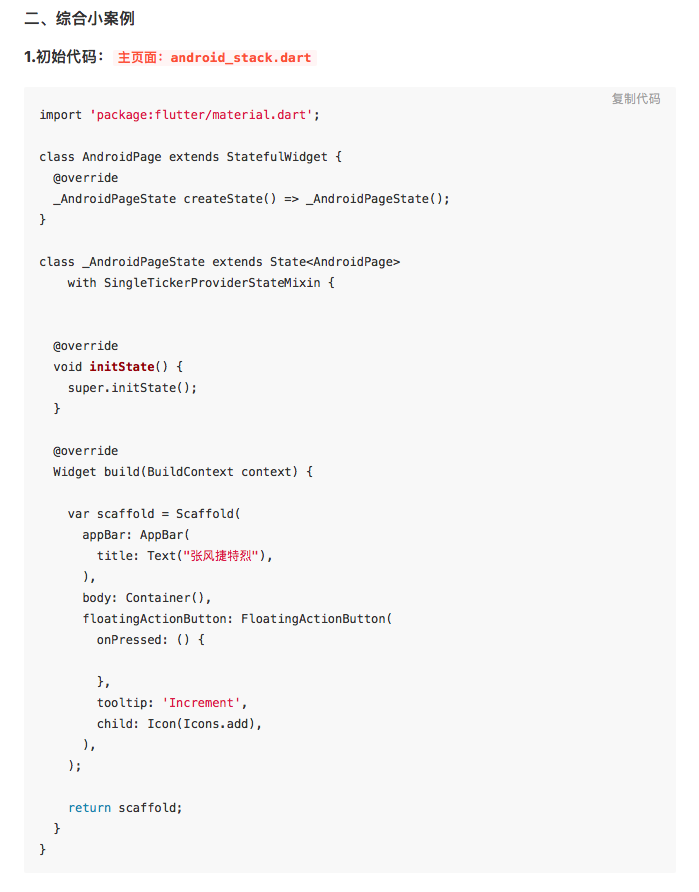 二、综合小案例
1.初始代码： 主页面：android_stack.dart
复制代码
import 'package:flutter/material.dart';

class AndroidPage extends StatefulWidget {
  @override
  _AndroidPageState createState() => _AndroidPageState();
}

class _AndroidPageState extends State<AndroidPage>
    with SingleTickerProviderStateMixin {


  @override
  void initState() {
    super.initState();
  }

  @override
  Widget build(BuildContext context) {

    var scaffold = Scaffold(
      appBar: AppBar(
        title: Text("张风捷特烈"),
      ),
      body: Container(),
      floatingActionButton: FloatingActionButton(
        onPressed: () {

        },
        tooltip: 'Increment',
        child: Icon(Icons.add),
      ),
    );

    return scaffold;
  }
}